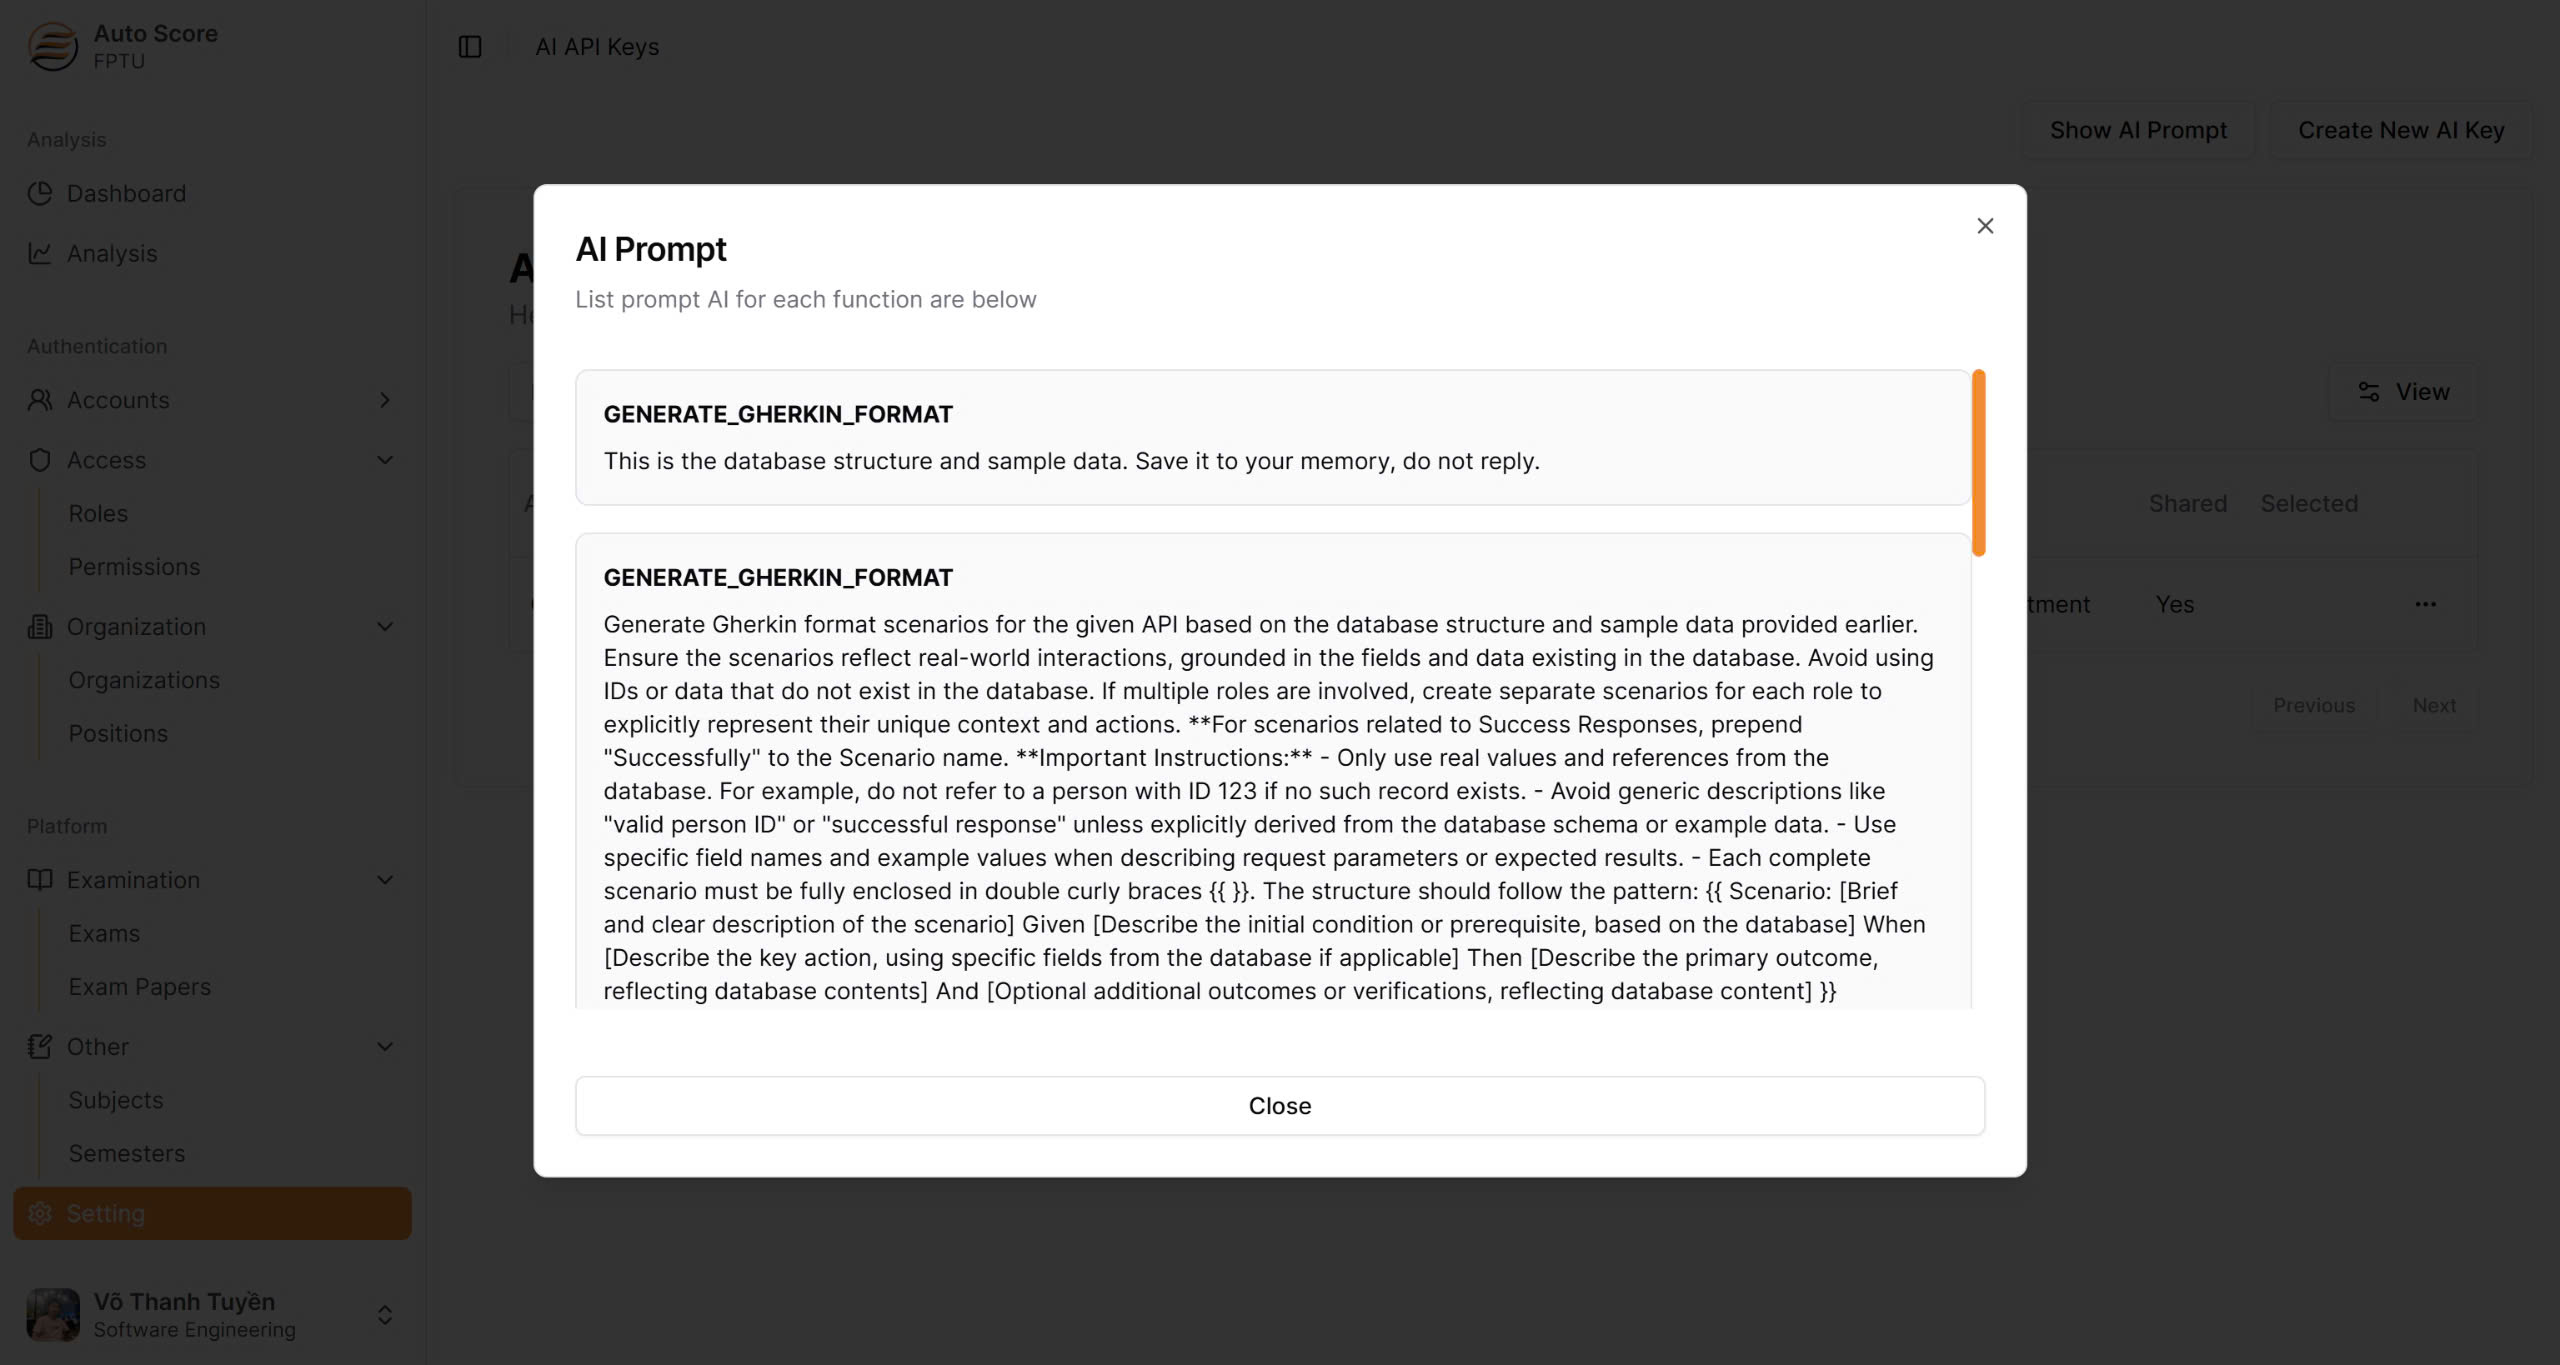 Auto Score
FPTU
Analysis
Dashboard
Analysis
Authentication
Accounts
Access
Roles
Permissions
Organization
Organizations
Positions
Platform
Examination
Exams
Exam Papers
Other
Subjects
Semesters
Setting
Võ Thanh Tuyền
Software Engineering
AI API Keys
Show AI Prompt
Create New AI Key
View
Shared
Selected
tment
Yes
Previous
Next
AI Prompt
List prompt AI for each function are below
GENERATE_GHERKIN_FORMAT
This is the database structure and sample data. Save it to your memory, do not reply.
GENERATE_GHERKIN_FORMAT
Generate Gherkin format scenarios for the given API based on the database structure and sample data provided earlier.
Ensure the scenarios reflect real-world interactions, grounded in the fields and data existing in the database. Avoid using
IDs or data that do not exist in the database. If multiple roles are involved, create separate scenarios for each role to
explicitly represent their unique context and actions. **For scenarios related to Success Responses, prepend
"Successfully" to the Scenario name. **Important Instructions:** - Only use real values and references from the
database. For example, do not refer to a person with ID 123 if no such record exists. - Avoid generic descriptions like
"valid person ID" or "successful response" unless explicitly derived from the database schema or example data. - Use
specific field names and example values when describing request parameters or expected results. - Each complete
scenario must be fully enclosed in double curly braces {{ }}. The structure should follow the pattern: {{ Scenario: [Brief
and clear description of the scenario] Given [Describe the initial condition or prerequisite, based on the database] When
[Describe the key action, using specific fields from the database if applicable] Then [Describe the primary outcome,
reflecting database contents] And [Optional additional outcomes or verifications, reflecting database content] }}
Close